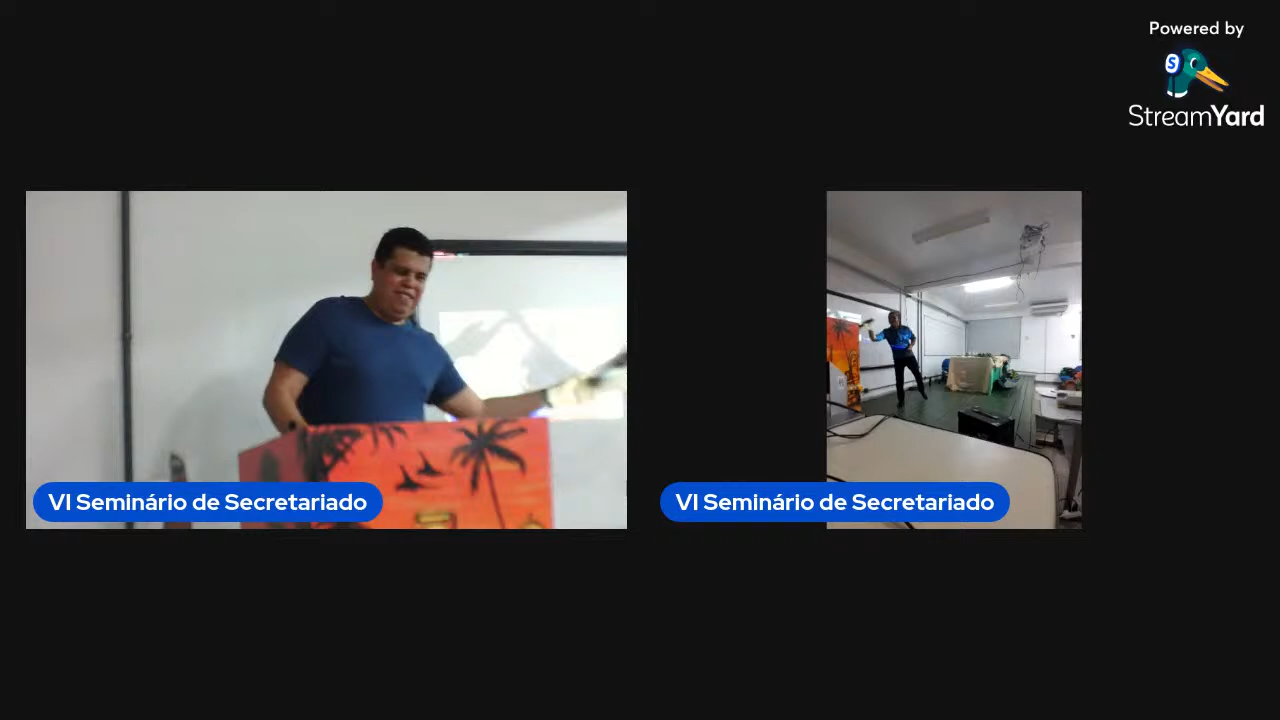 Powered by
S
StreamYard
VI Seminário de Secretariado
VI Seminário de Secretariado